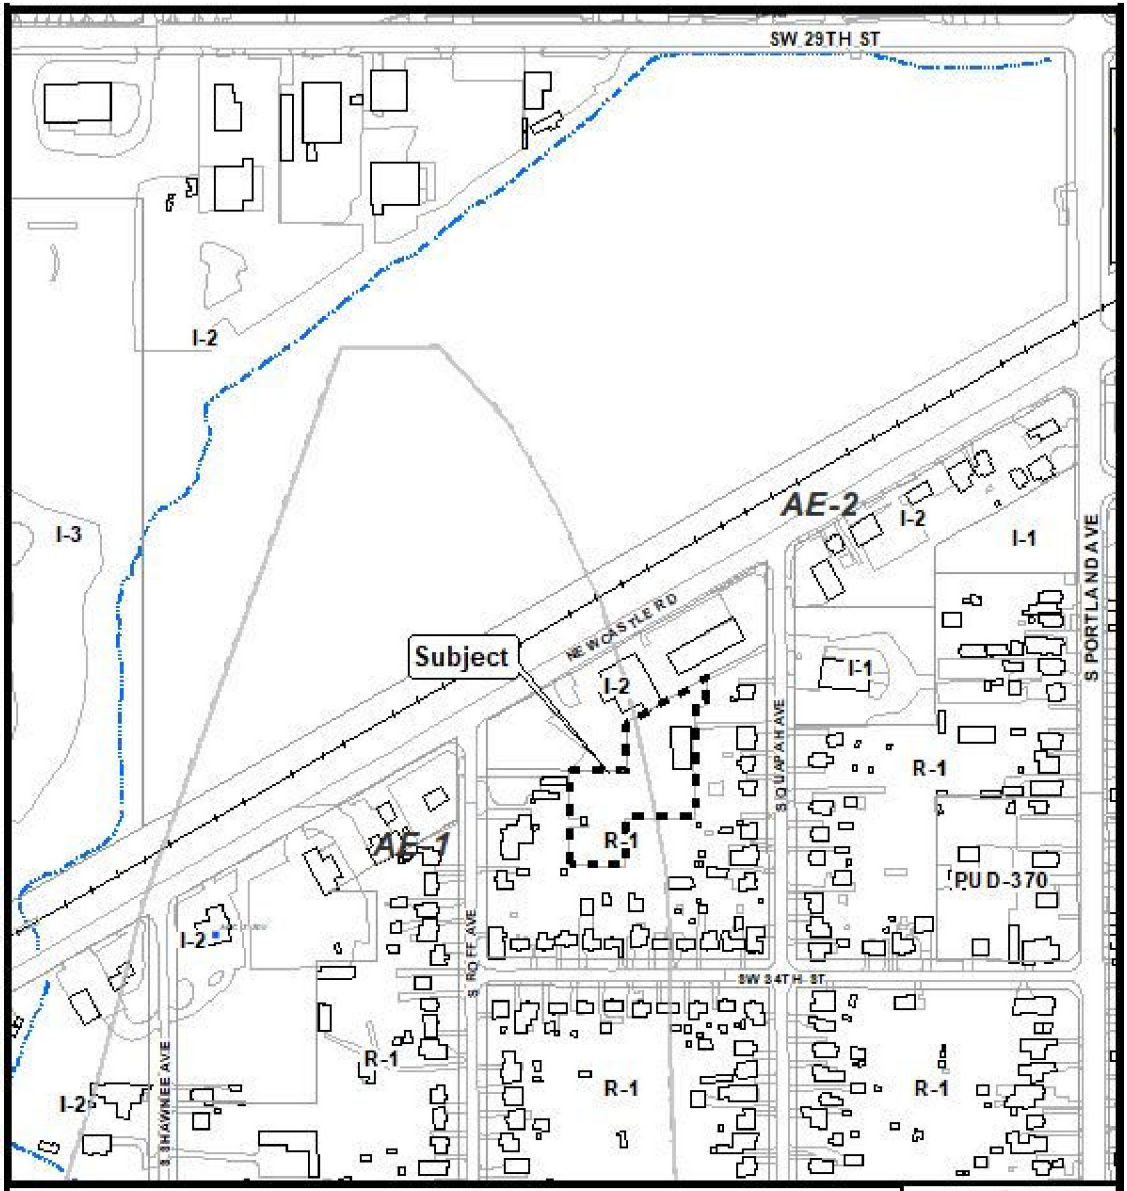 SW 29TH ST
I-2
I-3
AE-2
I-2
I-1
S PORTLAND AVE
NEWCASTLE RD
Subject
I-2
I-1
S QUAPAH AVE
R-1
R-1
AE-1
PUD-370
I-2
S ROFF AVE
SW 34TH ST
R-1
R-1
R-1
I-2
S SHAWNEE AVE